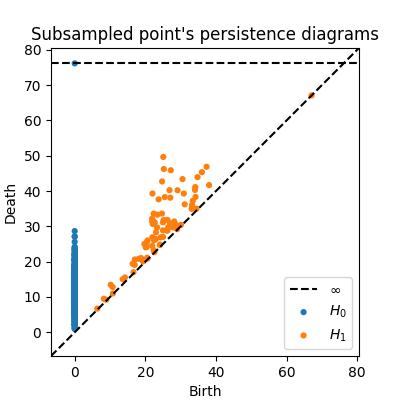 Subsampled point's persistence diagrams
80
70
60
50
40
30
20
10
0
Death
0 20 40 60 80
Birth
∞
H₀
H₁